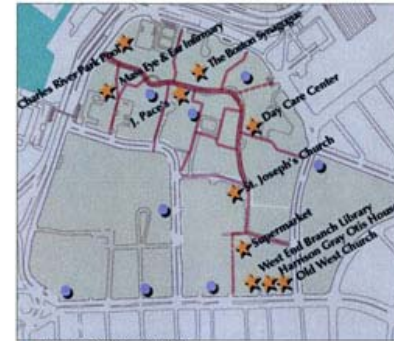 Charles River Park Pool
Mass Eye & Ear Infirmary
The Boston Synagogue
J. Pace's
Day Care Center
St. Joseph's Church
Supermarket
West End Branch Library
Harrison Gray Otis House
Old West Church